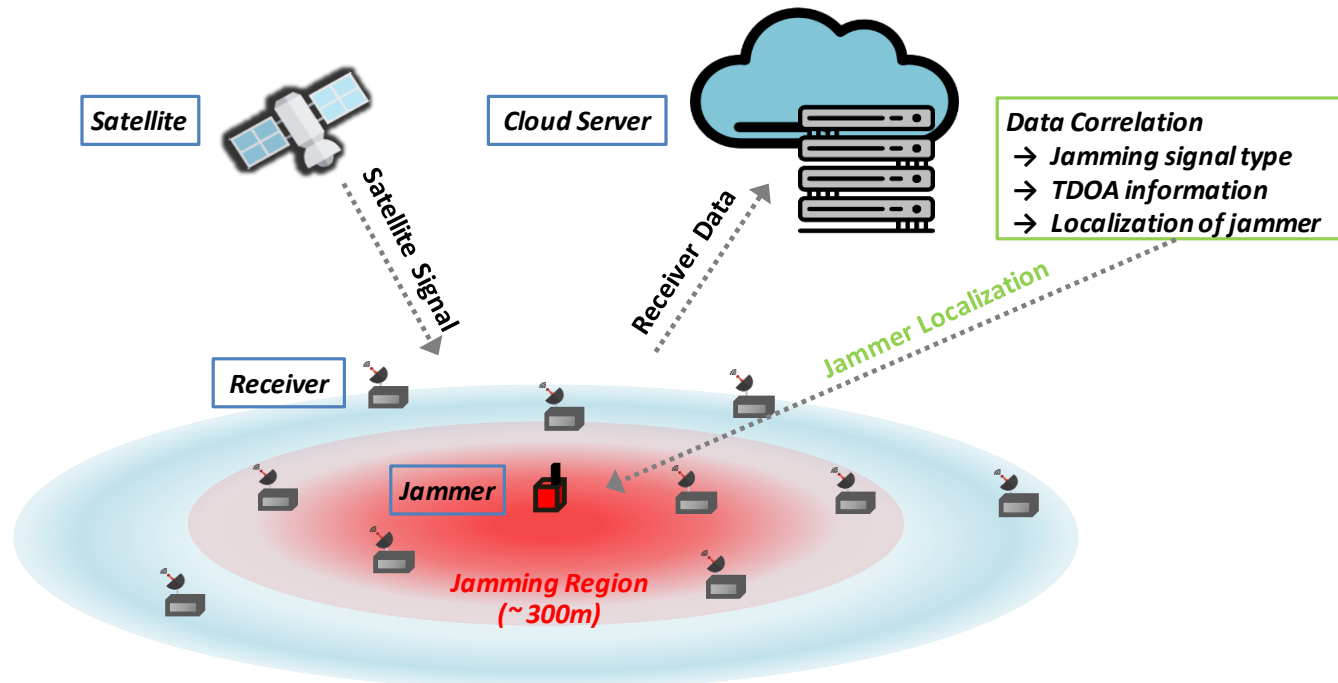 Satellite
Cloud Server
Data Correlation
→ Jamming signal type
→ TDOA information
→ Localization of jammer
Satellite Signal
Receiver Data
Jammer Localization
Receiver
Jammer
Jamming Region
(~300m)